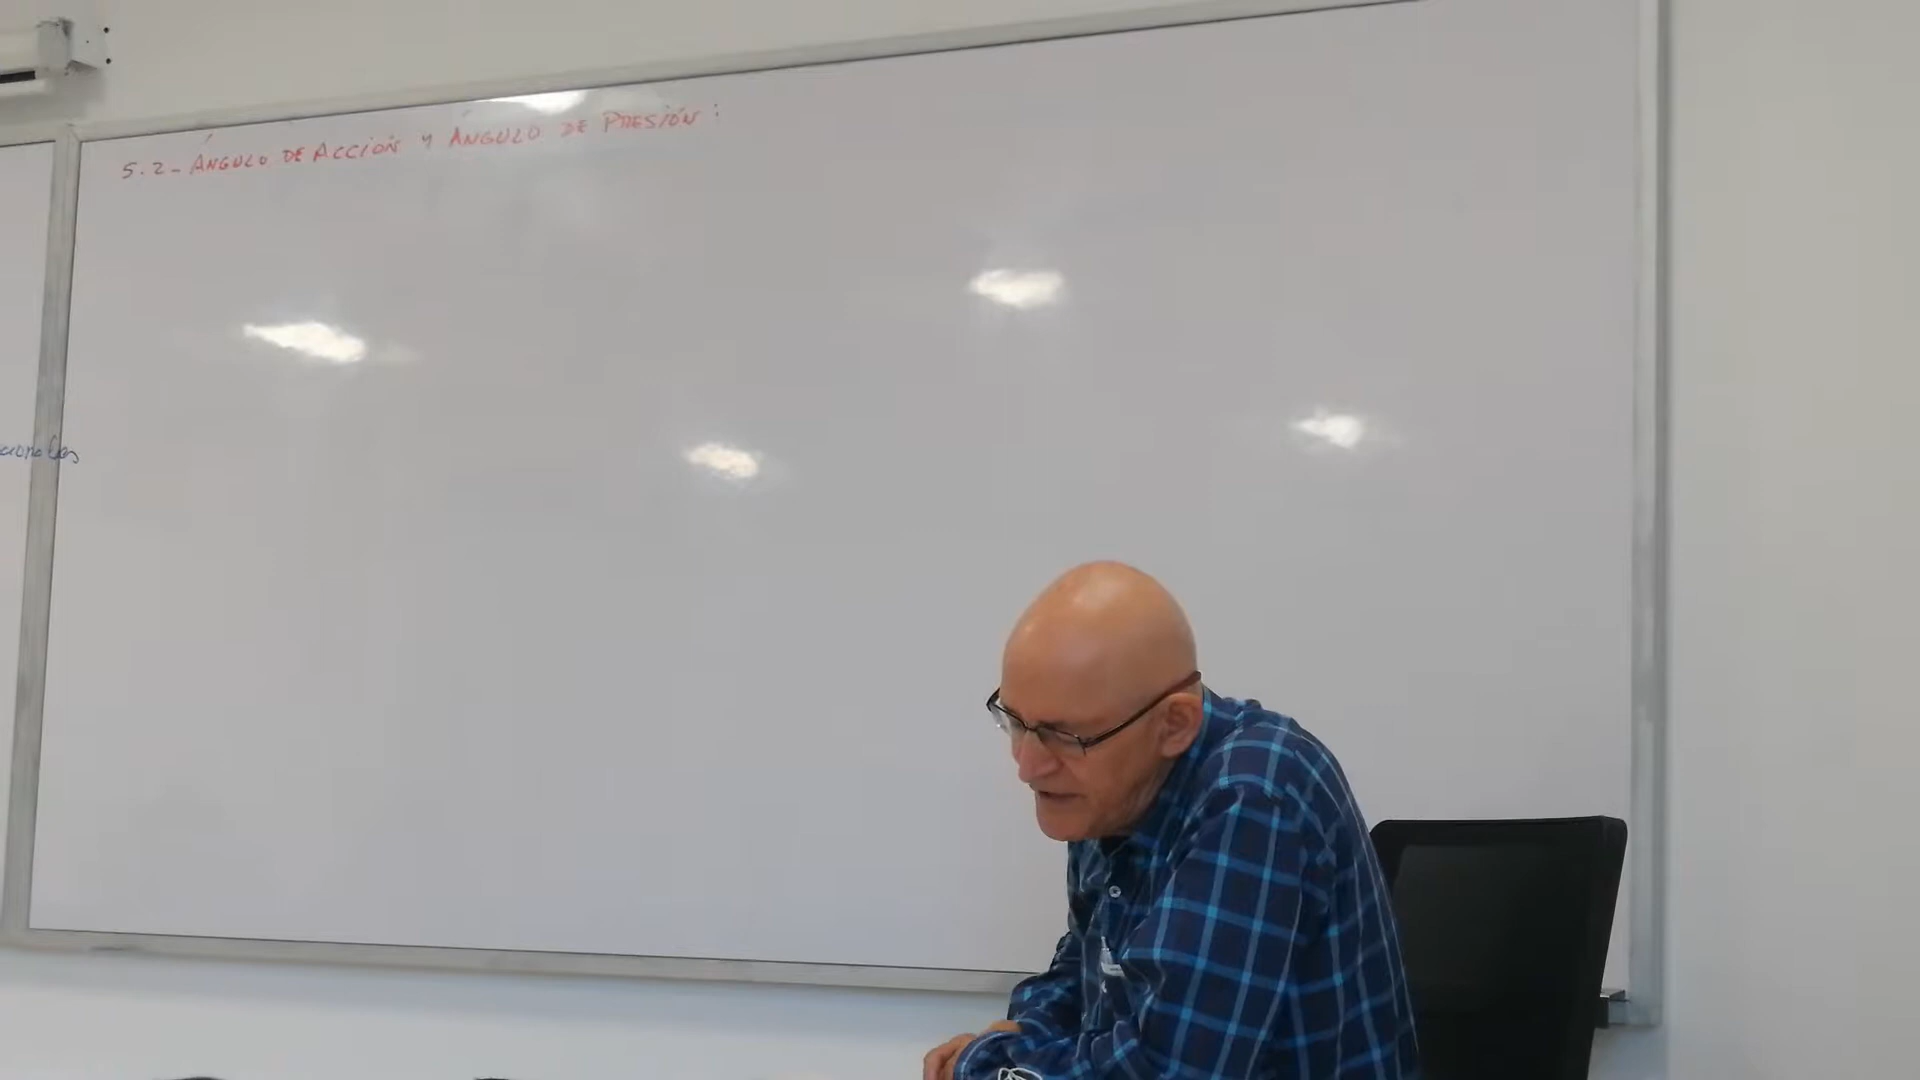 5.2- ÁNGULO DE ACCIÓN Y ÁNGULO DE PRESIÓN: